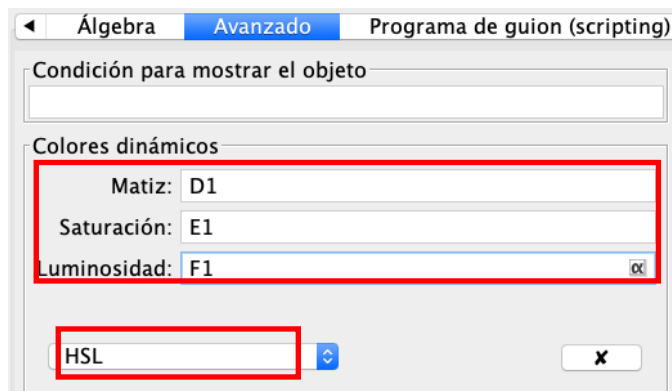 ◄ Álgebra Avanzado Programa de guion (scripting)
Condición para mostrar el objeto
Colores dinámicos
Matiz: D1
Saturación: E1
Luminosidad: F1 α
HSL ✘